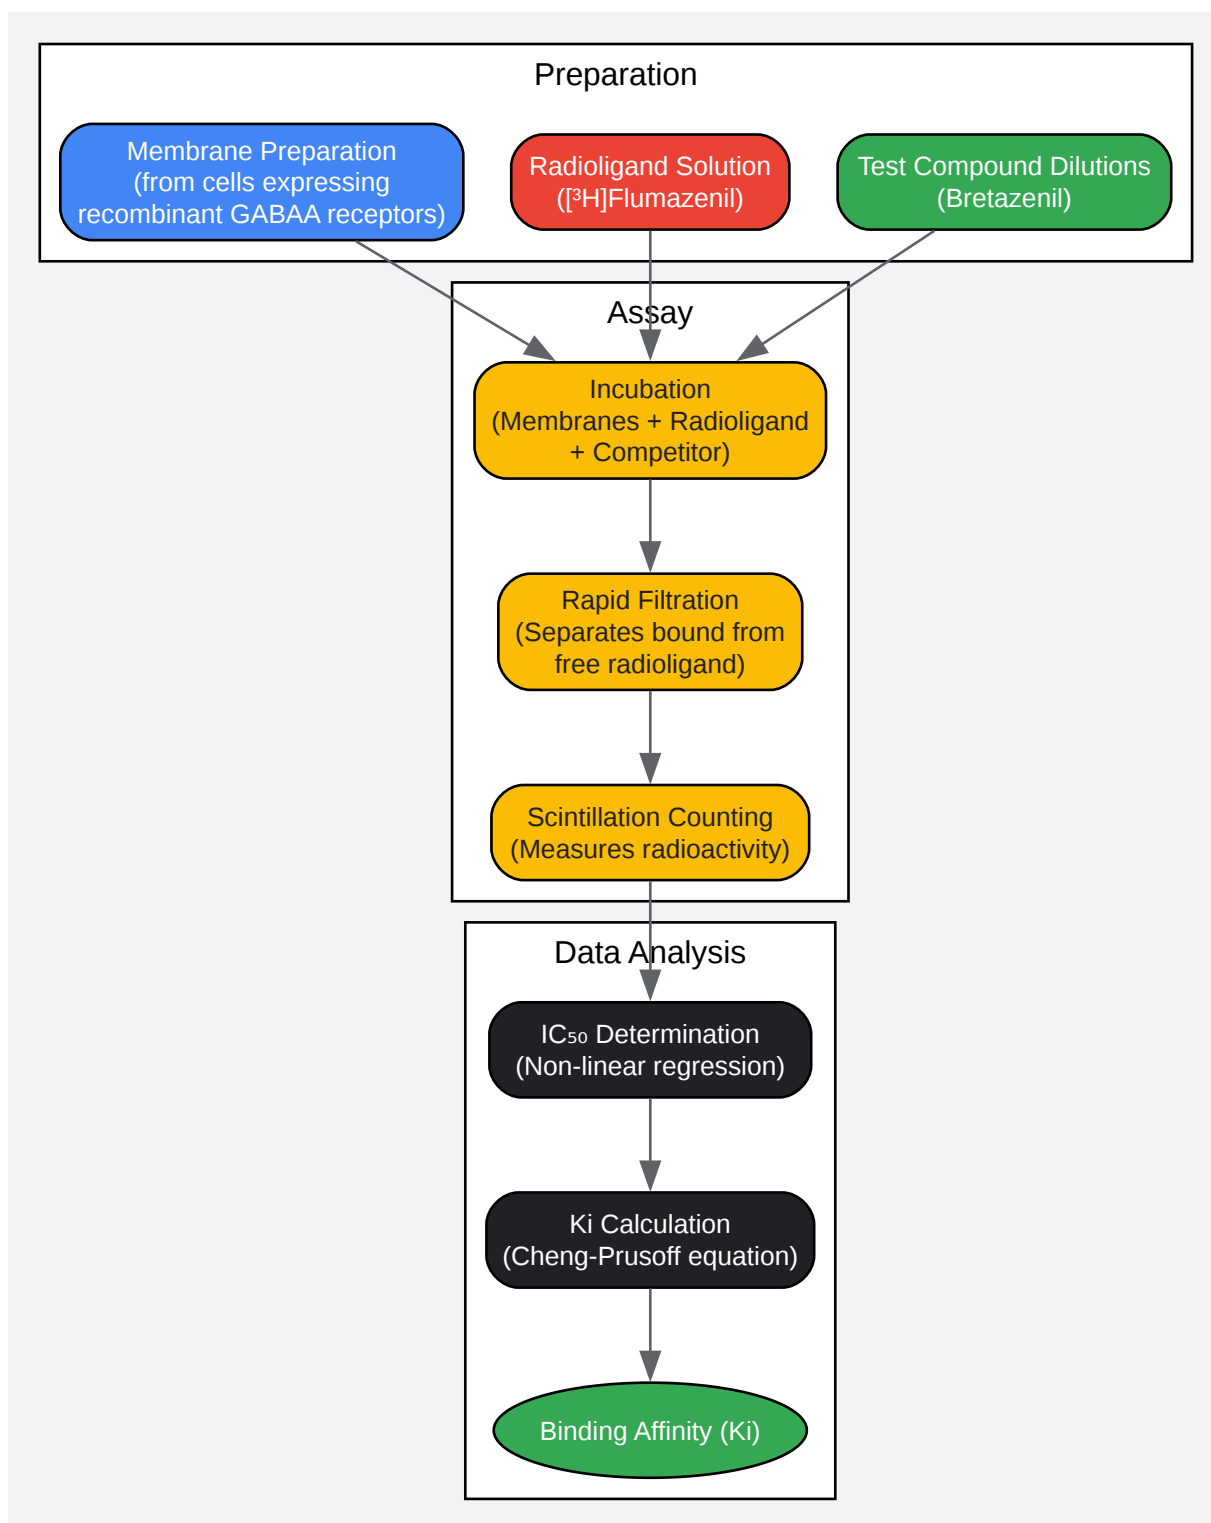 Preparation
Membrane Preparation
(from cells expressing
recombinant GABAA receptors)
Radioligand Solution
([³H]Flumazenil)
Test Compound Dilutions
(Bretazenil)
Assay
Incubation
(Membranes + Radioligand
+ Competitor)
Rapid Filtration
(Separates bound from
free radioligand)
Scintillation Counting
(Measures radioactivity)
Data Analysis
IC₅₀ Determination
(Non-linear regression)
Ki Calculation
(Cheng-Prusoff equation)
Binding Affinity (Ki)